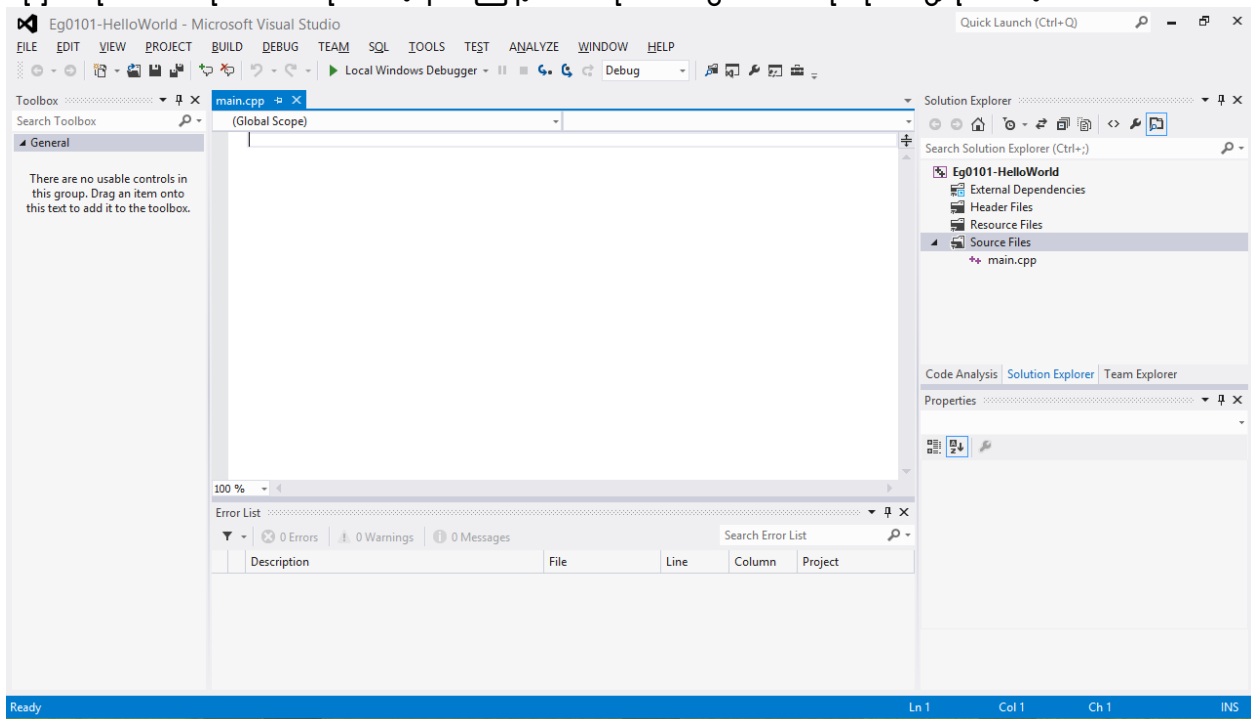 Eg0101-HelloWorld - Microsoft Visual Studio
Quick Launch (Ctrl+Q)
FILE EDIT VIEW PROJECT BUILD DEBUG TEAM SQL TOOLS TEST ANALYZE WINDOW HELP
Local Windows Debugger Debug
Toolbox
Search Toolbox
General
There are no usable controls in
this group. Drag an item onto
this text to add it to the toolbox.
main.cpp
(Global Scope)
100 %
Error List
0 Errors 0 Warnings 0 Messages
Search Error List
Description File Line Column Project
Solution Explorer
Search Solution Explorer (Ctrl+;)
Eg0101-HelloWorld
External Dependencies
Header Files
Resource Files
Source Files
main.cpp
Code Analysis Solution Explorer Team Explorer
Properties
Ready Ln 1 Col 1 Ch 1 INS